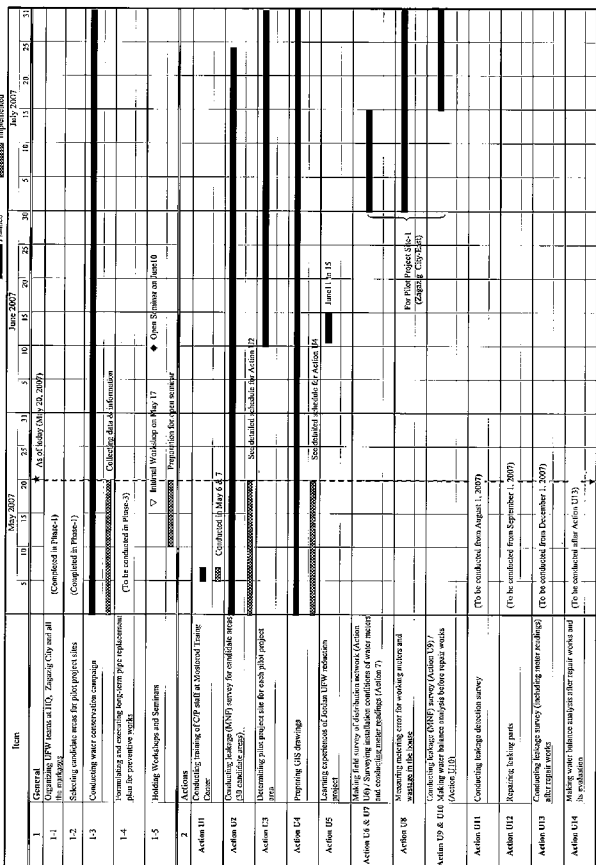 Planned
Implemented
Item
May 2007
June 2007
July 2007
5 10 15 20 25 31 5 10 15 20 25 30 5 10 15 20 25 31
1 General
As of today (May 20, 2007)
1-1 Organizing UFW teams at HQ, Zagazig City and all the markazes
(Completed in Phase-1)
1-2 Selecting candidate areas for pilot project sites
(Completed in Phase-1)
1-3 Conducting water conservation campaign
Collecting data & information
1-4 Formulating and executing long-term pipe replacement plan for preventive works
(To be conducted in Phase-3)
1-5 Holding Workshops and Seminars
Internal Workshop on May 17
Open Seminar on June10
Preparation for open seminar
2 Actions
Action U1 Conducting training of C/P staff at Mostorod Traing Center
Conducted in May 6 & 7
Action U2 Conducting leakage (MNF) survey for candidate areas (30 candidate areas)
See detailed schedule for Action U2
Action U3 Determining pilot project site for each pilot project area
Action U4 Preparing GIS drawings
See detailed schedule for Action U4
Action U5 Learning experiences of Jordan UFW reduction project
June11 to 15
Action U6 & U7 Making field survey of distribution network (Action U6) / Surveying installation conditions of water meters and conducting meter readings (Action 7)
Action U8 Measuring metering error for working meters and wastage in the house
For Pilot Project Site-1
(Zagazig City-East)
Action U9 & U10 Conducting leakage (MNF) survey (Action U9) / Making water balance analysis before repair works (Action U10)
Action U11 Conducting leakage detection survey
(To be conducted from August 1, 2007)
Action U12 Repairing leaking parts
(To be conducted from September 1, 2007)
Action U13 Conducting leakage survey (including meter readings) after repair works
(To be conducted from December 1, 2007)
Action U14 Making water balance analysis after repair works and its evaluation
(To be conducted after Action U13)